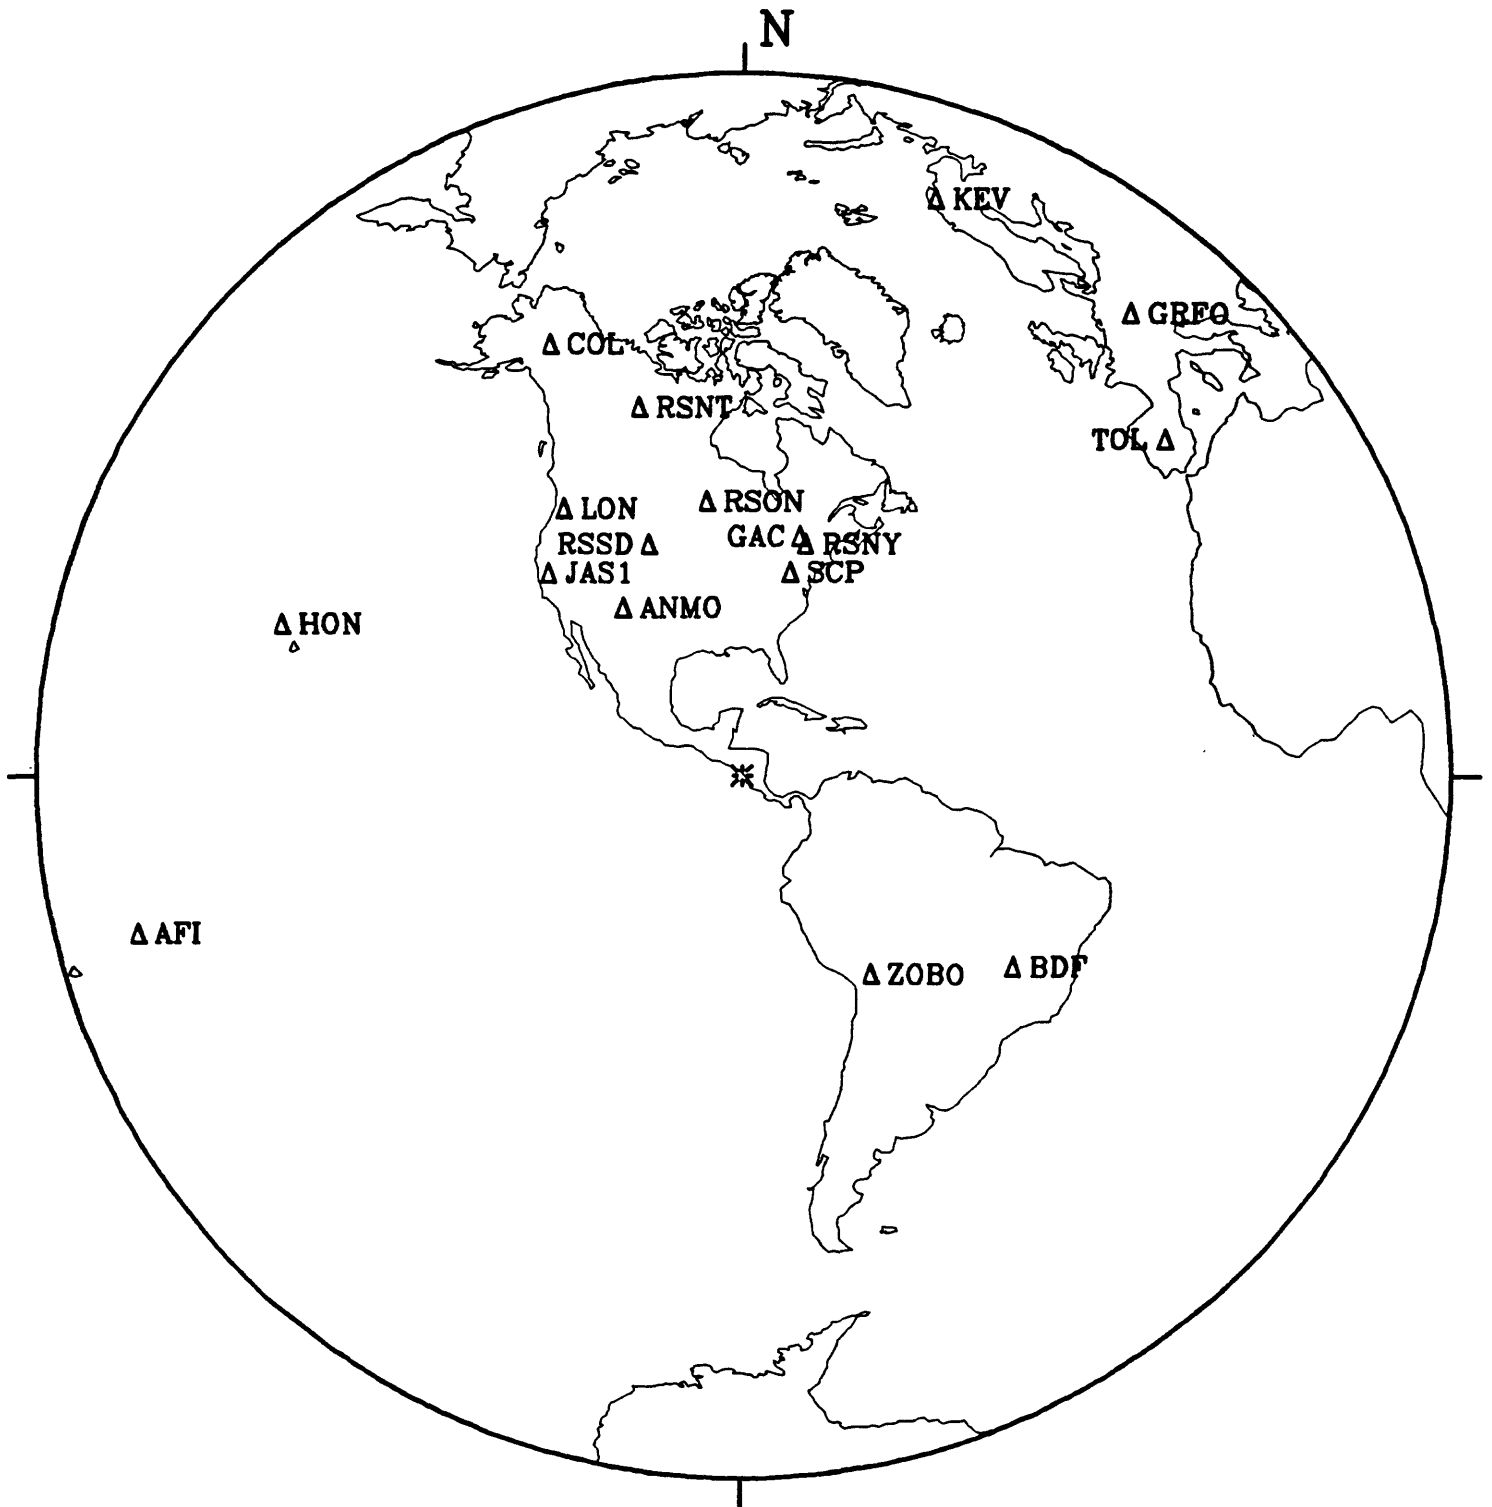 N
KEV
GRFO
COL
RSNT
TOL
LON
RSON
GAC
RSSD
RSNY
JAS1
SCP
ANMO
HON
AFI
ZOBO
BDF